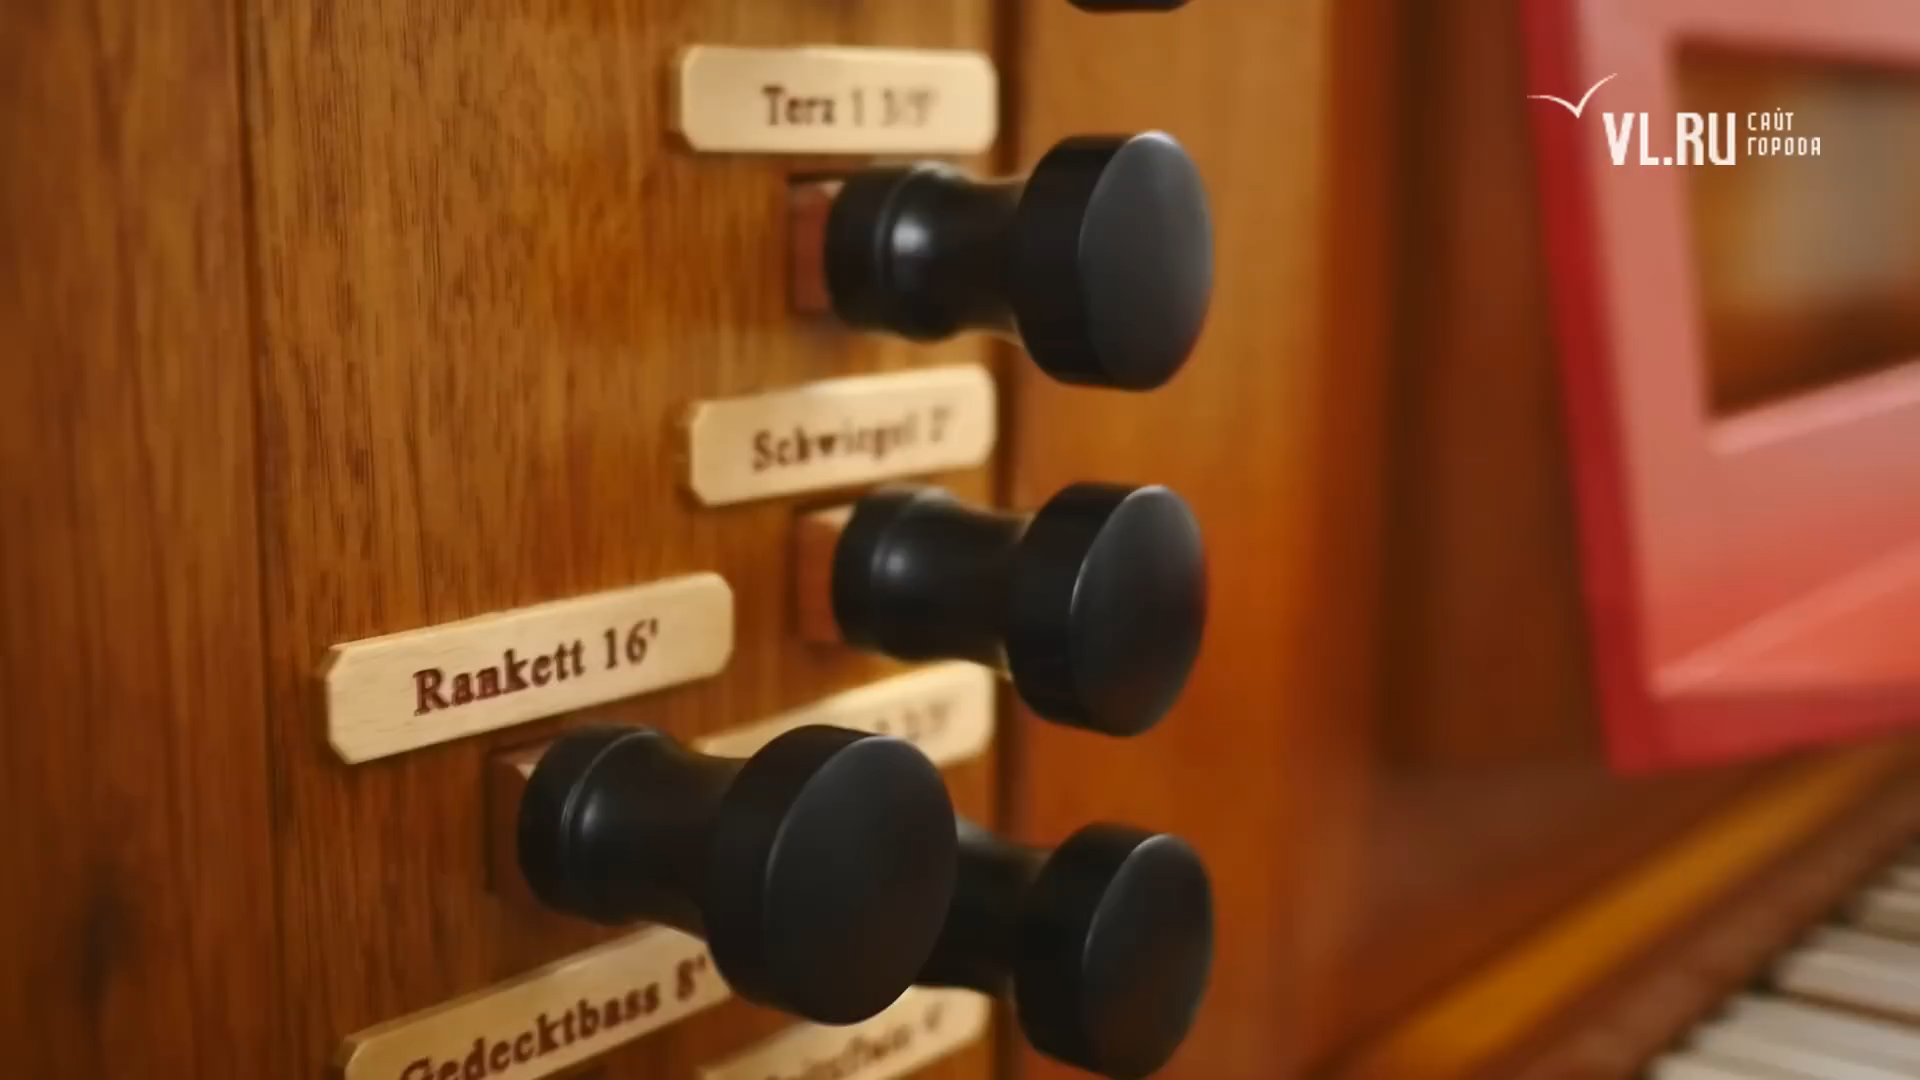 Terz 1 3/5'
VL.RU
САЙТ
ГОРОДА
Schwiegel 2'
Rankett 16'
Gedecktbass 8'